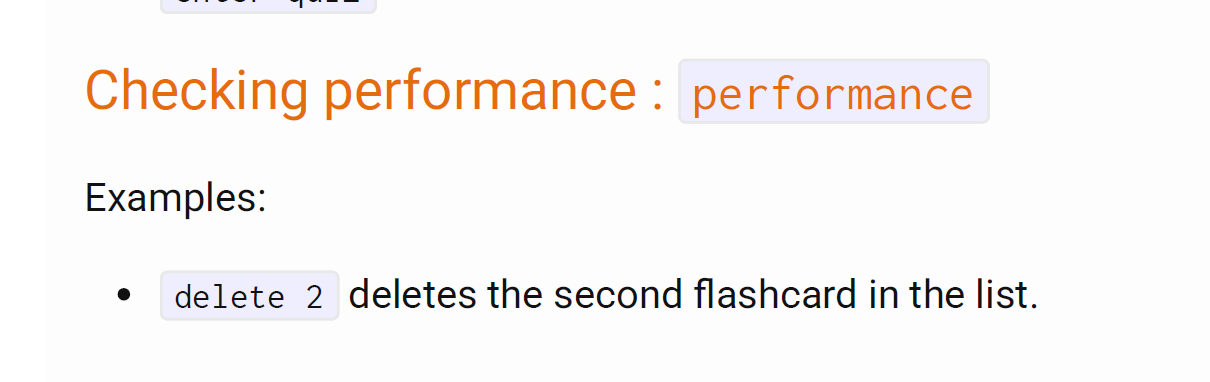 Checking performance : performance
Examples:
• delete 2 deletes the second flashcard in the list.